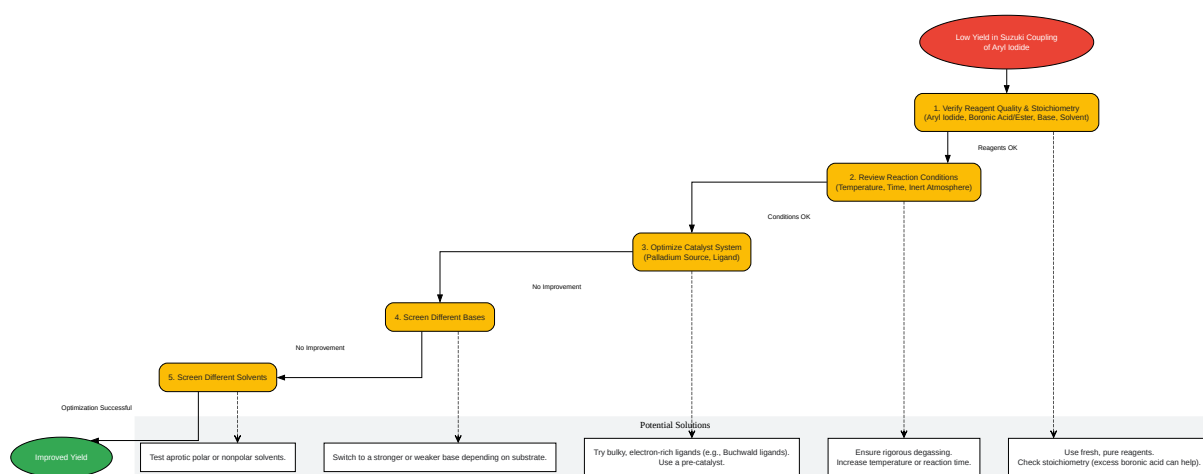 Low Yield in Suzuki Coupling
of Aryl Iodide
1. Verify Reagent Quality & Stoichiometry
(Aryl Iodide, Boronic Acid/Ester, Base, Solvent)
Reagents OK
2. Review Reaction Conditions
(Temperature, Time, Inert Atmosphere)
Conditions OK
3. Optimize Catalyst System
(Palladium Source, Ligand)
No Improvement
4. Screen Different Bases
No Improvement
5. Screen Different Solvents
Optimization Successful
Potential Solutions
Improved Yield
Test aprotic polar or nonpolar solvents.
Switch to a stronger or weaker base depending on substrate.
Try bulky, electron-rich ligands (e.g., Buchwald ligands).
Use a pre-catalyst.
Ensure rigorous degassing.
Increase temperature or reaction time.
Use fresh, pure reagents.
Check stoichiometry (excess boronic acid can help).